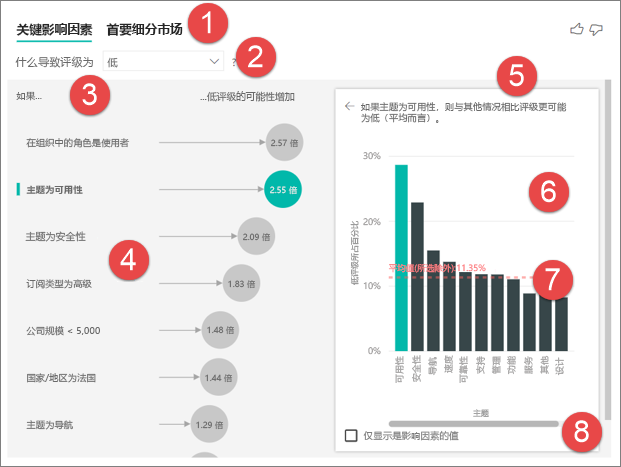 关键影响因素 首要细分市场 1
什么导致评级为 低 ? 2
3 如果... ...低评级的可能性增加
在组织中的角色是使用者 2.57 倍
主题为可用性 2.55 倍
主题为安全性 2.09 倍
4
订阅类型为高级 1.83 倍
公司规模 < 5,000 1.48 倍
国家/地区为法国 1.44 倍
主题为导航 1.29 倍
5
如果主题为可用性，则与其他情况相比评级更可能
为低（平均而言）。
30%
6
20%
平均值(所选除外):11.35% 7
10%
0%
低评级所占百分比
可用性 安全性 导航 速度 可靠性 支持 管理 功能 服务 其他 设计
主题
仅显示是影响因素的值 8